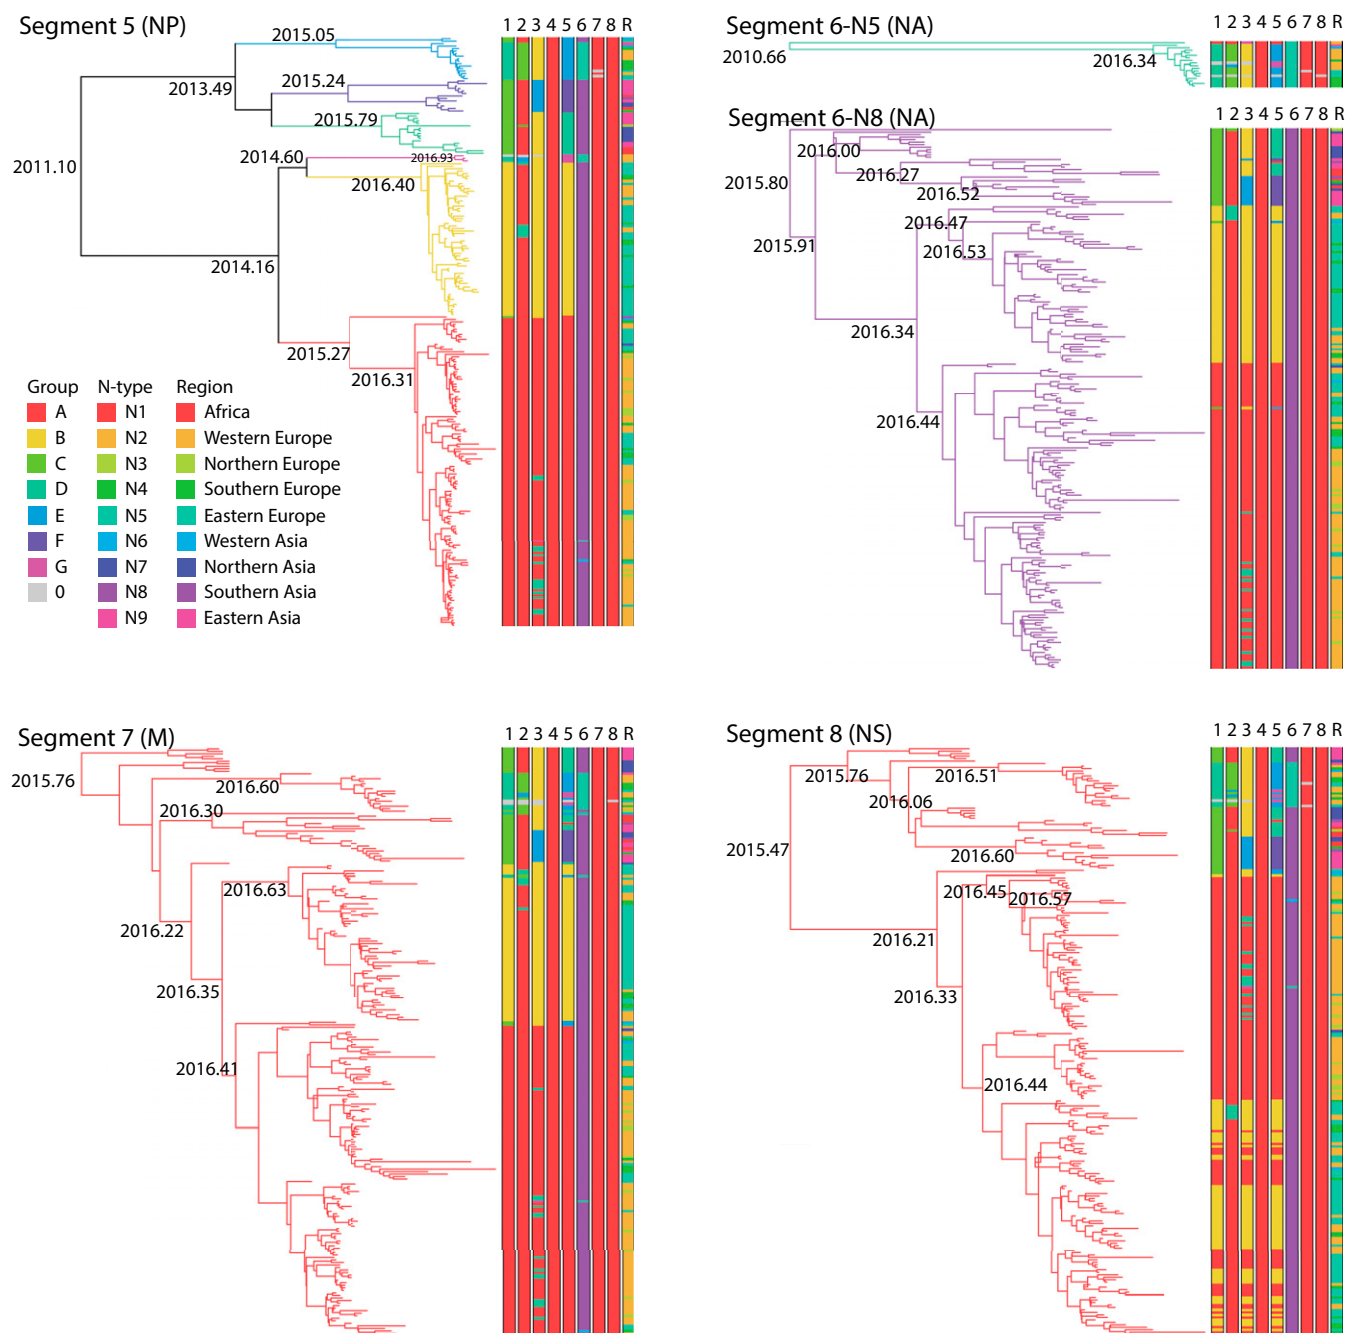 Segment 5 (NP)
1 2 3 4 5 6 7 8 R
2015.05
2013.49
2015.24
2015.79
2011.10
2014.60
2016.93
2016.40
2014.16
2015.27
2016.31
Group N-type Region
A N1 Africa
B N2 Western Europe
C N3 Northern Europe
D N4 Southern Europe
E N5 Eastern Europe
F N6 Western Asia
G N7 Northern Asia
0 N8 Southern Asia
N9 Eastern Asia
Segment 6-N5 (NA)
1 2 3 4 5 6 7 8 R
2010.66
2016.34
Segment 6-N8 (NA)
1 2 3 4 5 6 7 8 R
2016.00
2015.80
2016.27
2016.52
2016.47
2015.91
2016.53
2016.34
2016.44
Segment 7 (M)
1 2 3 4 5 6 7 8 R
2015.76
2016.60
2016.30
2016.63
2016.22
2016.35
2016.41
Segment 8 (NS)
1 2 3 4 5 6 7 8 R
2015.76
2016.51
2016.06
2015.47
2016.60
2016.45
2016.57
2016.21
2016.33
2016.44